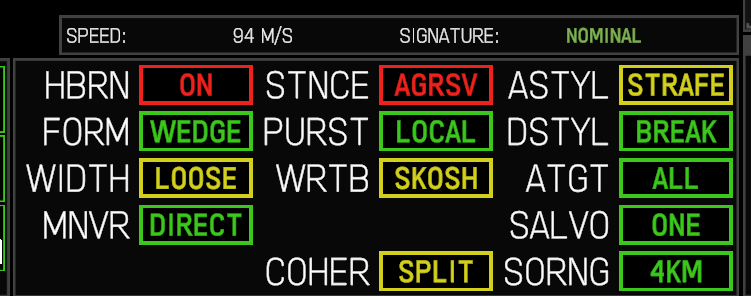 SPEED: 94 M/S SIGNATURE: NOMINAL
HBRN ON STNCE AGRSV ASTYL STRAFE
FORM WEDGE PURST LOCAL DSTYL BREAK
WIDTH LOOSE WRTB SKOSH ATGT ALL
MNVR DIRECT SALVO ONE
COHER SPLIT SORNG 4KM